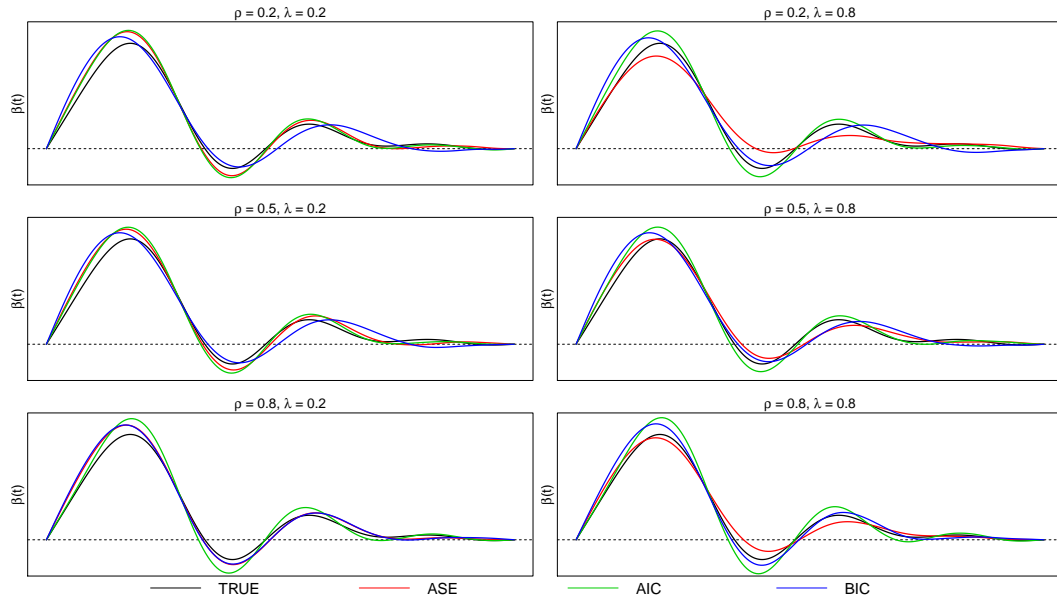 ρ = 0.2, λ = 0.2
β(t)
ρ = 0.2, λ = 0.8
β(t)
ρ = 0.5, λ = 0.2
β(t)
ρ = 0.5, λ = 0.8
β(t)
ρ = 0.8, λ = 0.2
β(t)
ρ = 0.8, λ = 0.8
β(t)
TRUE ASE AIC BIC